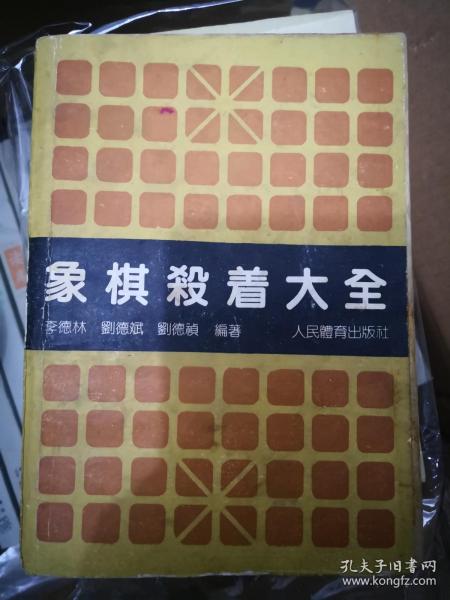 象棋殺着大全
李德林 劉德斌 劉德禎 編著 人民體育出版社
孔夫子旧书网
www.kongfz.com